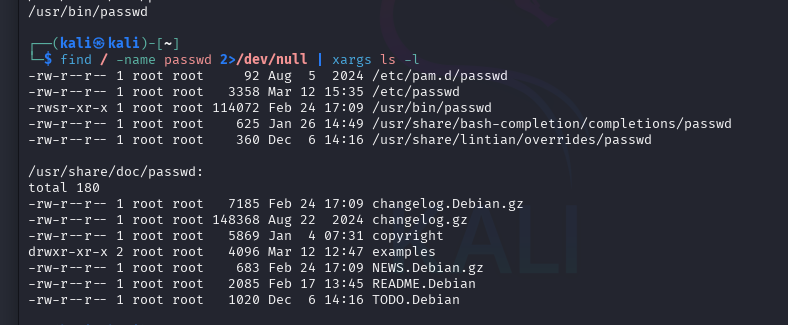 /usr/bin/passwd
┌──(kali㉿kali)-[~]
└─$ find / -name passwd 2>/dev/null | xargs ls -l
-rw-r--r-- 1 root root     92 Aug  5  2024 /etc/pam.d/passwd
-rw-r--r-- 1 root root   3358 Mar 12 15:35 /etc/passwd
-rwsr-xr-x 1 root root 114072 Feb 24 17:09 /usr/bin/passwd
-rw-r--r-- 1 root root    625 Jan 26 14:49 /usr/share/bash-completion/completions/passwd
-rw-r--r-- 1 root root    360 Dec  6 14:16 /usr/share/lintian/overrides/passwd
/usr/share/doc/passwd:
total 180
-rw-r--r-- 1 root root   7185 Feb 24 17:09 changelog.Debian.gz
-rw-r--r-- 1 root root 148368 Aug 22  2024 changelog.gz
-rw-r--r-- 1 root root   5869 Jan  4 07:31 copyright
drwxr-xr-x 2 root root   4096 Mar 12 12:47 examples
-rw-r--r-- 1 root root    683 Feb 24 17:09 NEWS.Debian.gz
-rw-r--r-- 1 root root   2085 Feb 17 13:45 README.Debian
-rw-r--r-- 1 root root   1020 Dec  6 14:16 TODO.Debian
KALI